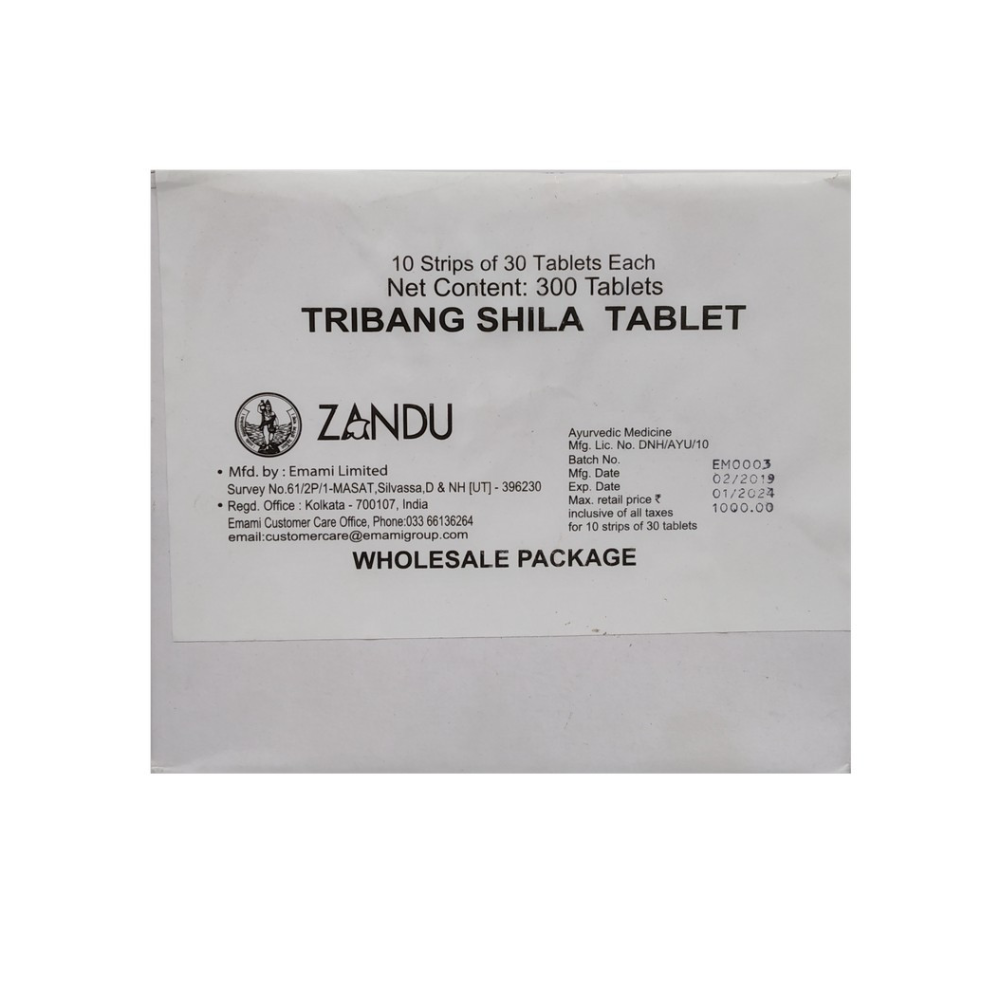 10 Strips of 30 Tablets Each
Net Content: 300 Tablets
TRIBANG SHILA TABLET
ZANDU
• Mfd. by : Emami Limited
Survey No.61/2P/1-MASAT,Silvassa,D & NH [UT] - 396230
• Regd. Office : Kolkata - 700107, India
Emami Customer Care Office, Phone:033 66136264
email:customercare@emamigroup.com
Ayurvedic Medicine
Mfg. Lic. No. DNH/AYU/10
Batch No. EM0003
Mfg. Date 02/2019
Exp. Date 01/2024
Max. retail price ₹ 1000.00
inclusive of all taxes
for 10 strips of 30 tablets
WHOLESALE PACKAGE